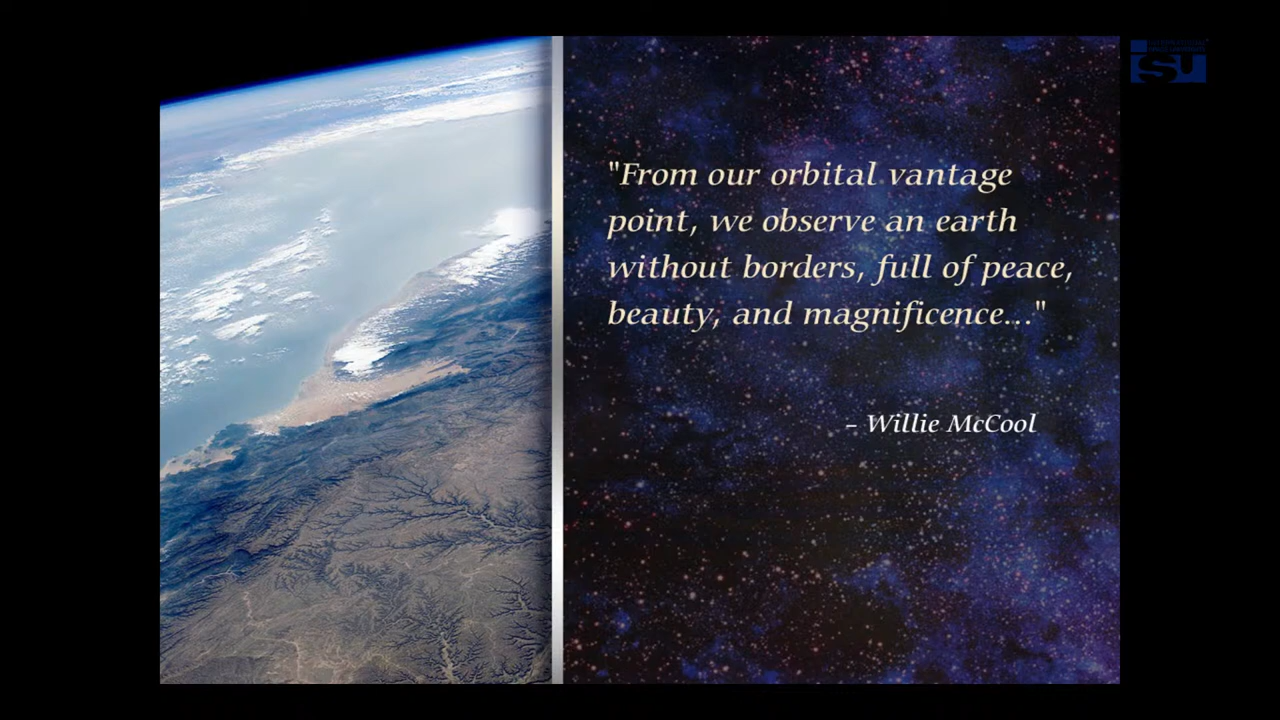 "From our orbital vantage
point, we observe an earth
without borders, full of peace,
beauty, and magnificence..."
– Willie McCool